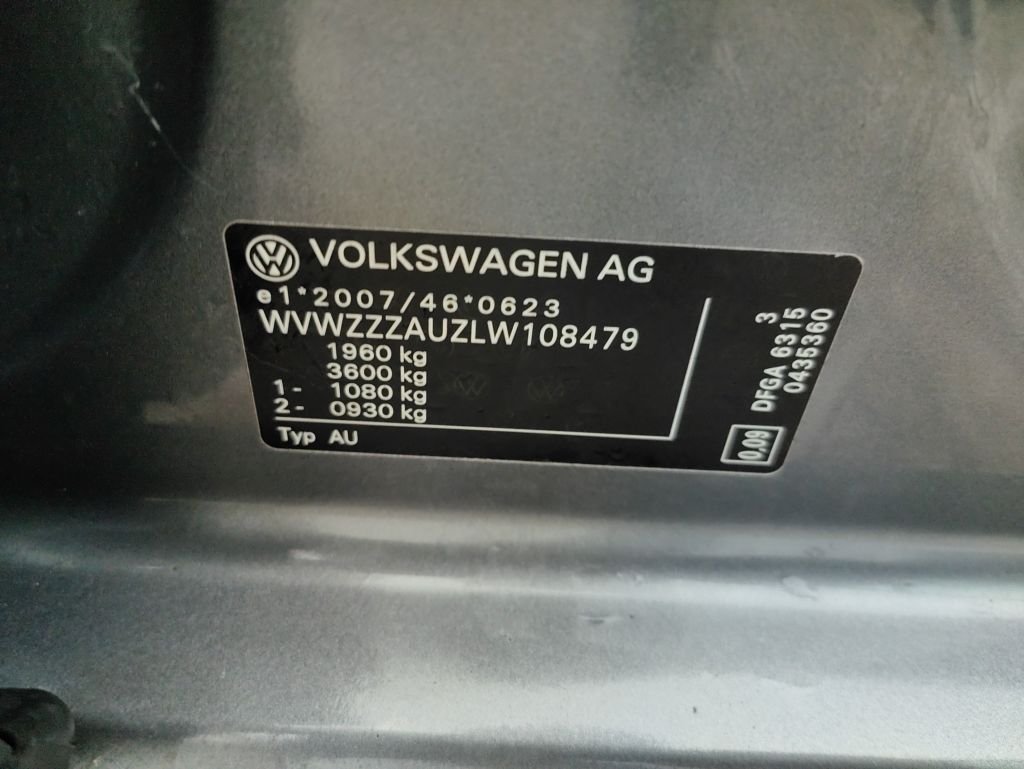 VOLKSWAGEN AG
e1*2007/46*0623
WVWZZZAUZLW108479
1960 kg
3600 kg
1- 1080 kg
2- 0930 kg
Typ AU
3
DFGA 6315
0435360
0.09